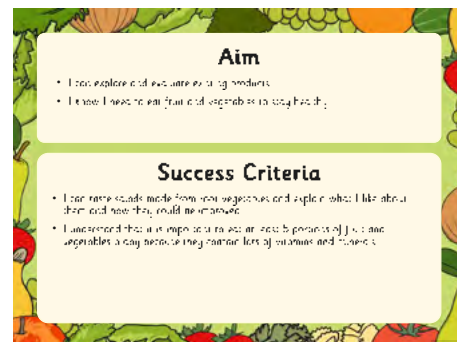 Aim
• I can explore and evaluate existing products.
• I know I need to eat fruit and vegetables to stay healthy.
Success Criteria
• I can taste salads made from vegetables and explain what I like about
them and how they could be improved.
• I understand that it is important to eat at least 5 portions of fruit and
vegetables a day because they contain lots of vitamins and minerals.